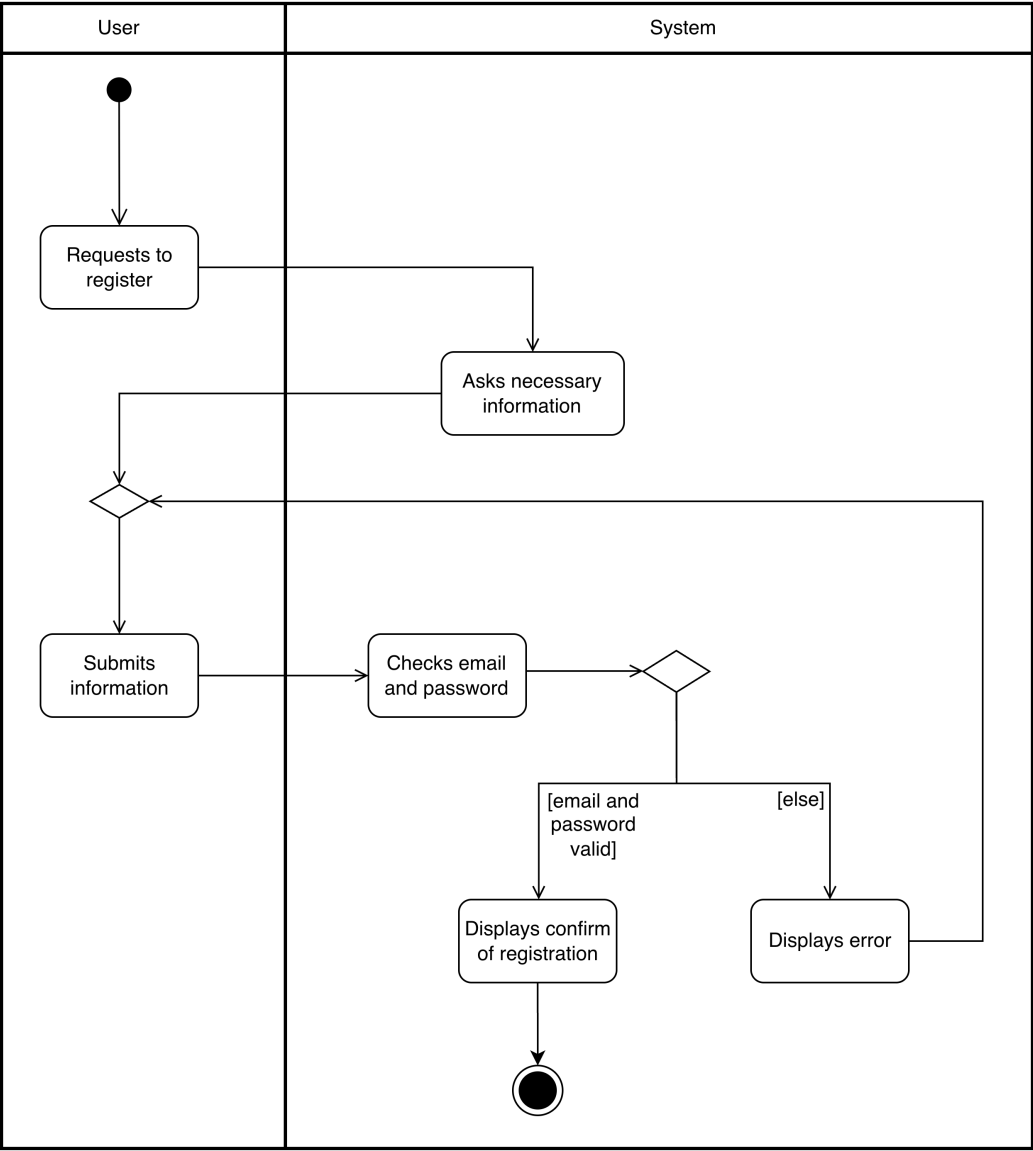 User
System
Requests to
register
Asks necessary
information
Submits
information
Checks email
and password
[email and
password
valid]
[else]
Displays confirm
of registration
Displays error